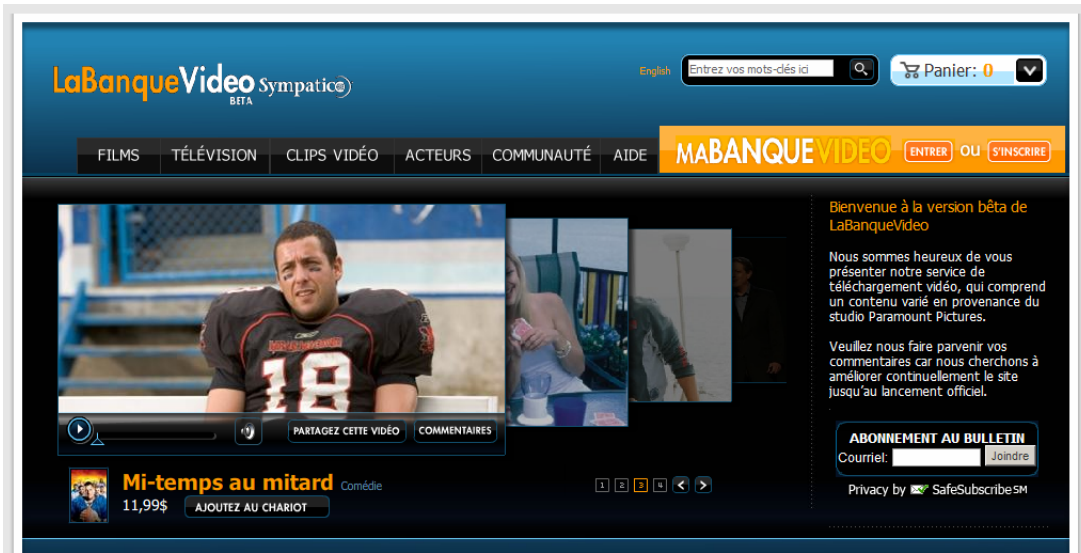 LaBanqueVideo Sympatico
BETA
English
Entrez vos mots-clés ici
Panier: 0
FILMS TÉLÉVISION CLIPS VIDÉO ACTEURS COMMUNAUTÉ AIDE
MABANQUEVIDEO ENTRER OU S'INSCRIRE
18
PARTAGEZ CETTE VIDÉO COMMENTAIRES
Mi-temps au mitard Comédie
11,99$ AJOUTEZ AU CHARIOT
1 2 3 4
Bienvenue à la version bêta de
LaBanqueVideo
Nous sommes heureux de vous
présenter notre service de
téléchargement vidéo, qui comprend
un contenu varié en provenance du
studio Paramount Pictures.
Veuillez nous faire parvenir vos
commentaires car nous cherchons à
améliorer continuellement le site
jusqu'au lancement officiel.
ABONNEMENT AU BULLETIN
Courriel: Joindre
Privacy by SafeSubscribe SM